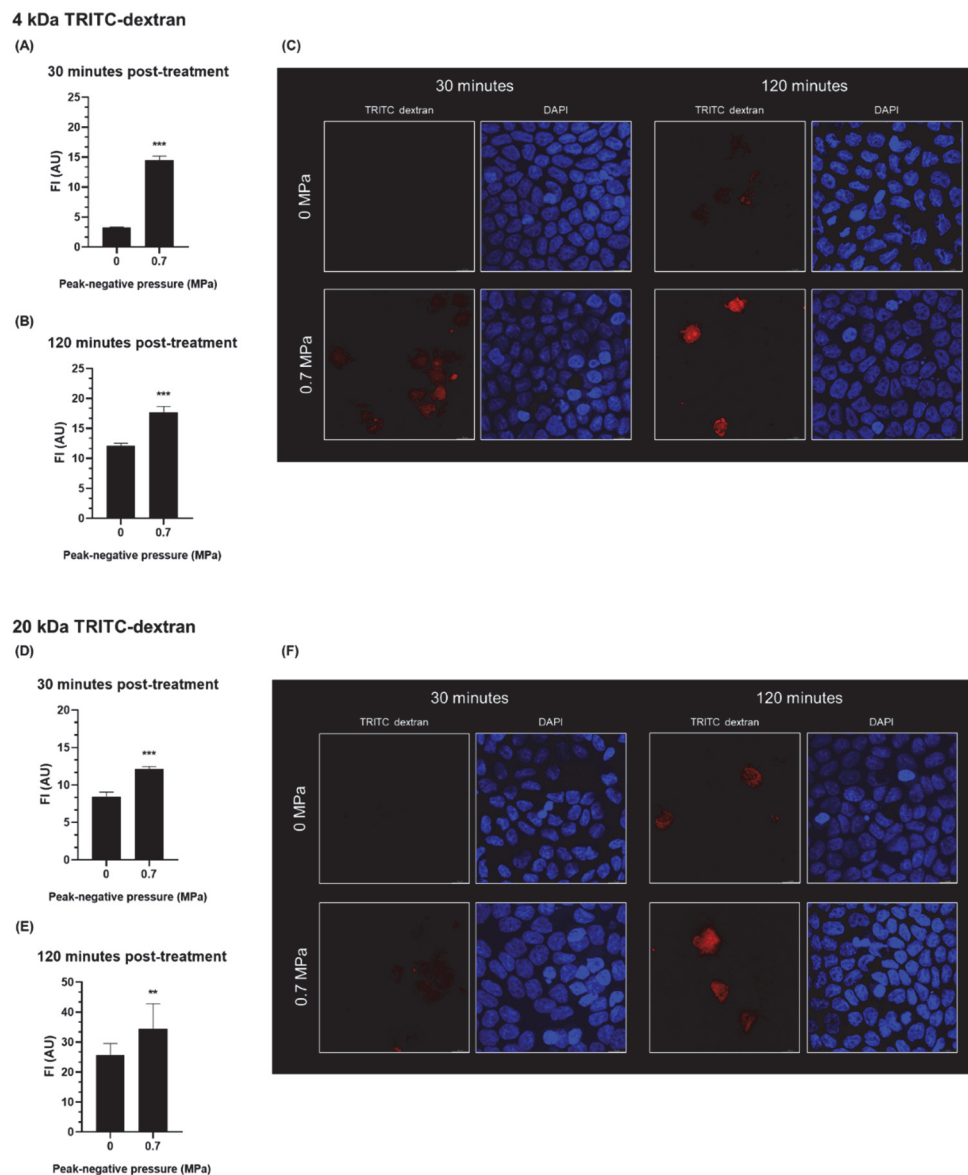 4 kDa TRITC-dextran
(A)
30 minutes post-treatment
25
20
15
10
5
0
FI (AU)
***
0 0.7
Peak-negative pressure (MPa)
(B)
120 minutes post-treatment
25
20
15
10
5
0
FI (AU)
***
0 0.7
Peak-negative pressure (MPa)
(C)
30 minutes 120 minutes
TRITC dextran DAPI TRITC dextran DAPI
0 MPa
0.7 MPa
20 kDa TRITC-dextran
(D)
30 minutes post-treatment
20
15
10
5
0
FI (AU)
***
0 0.7
Peak-negative pressure (MPa)
(E)
120 minutes post-treatment
50
40
30
20
10
0
FI (AU)
**
0 0.7
Peak-negative pressure (MPa)
(F)
30 minutes 120 minutes
TRITC dextran DAPI TRITC dextran DAPI
0 MPa
0.7 MPa